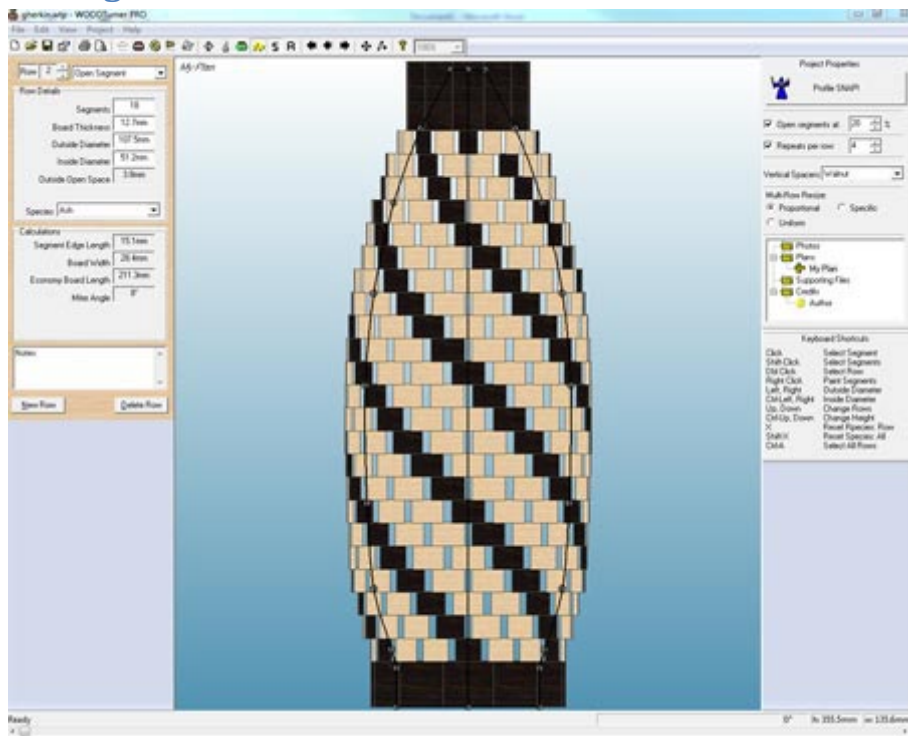 gherkin.wtp - WOODTurner PRO
File Edit View Project Help
My Plan
Row 2 Open Segment
Row Details
Segments 18
Board Thickness 12.7mm
Outside Diameter 107.5mm
Inside Diameter 51.2mm
Outside Open Space 3.8mm
Species Ash
Calculations
Segment Edge Length 15.1mm
Board Width 28.4mm
Economy Board Length 211.3mm
Mitre Angle 8°
Notes
New Row Delete Row
Project Properties
Profile SNAP!
Open segments at 20 %
Repeats per row 4
Vertical Spacers Walnut
Multi-Row Resize
Proportional Specific
Uniform
Photos
Plans
My Plan
Supporting Files
Credits
Author
Keyboard Shortcuts
Click Select Segment
Shift Click Select Segments
Dbl Click Select Row
Right Click Paint Segments
Left, Right Outside Diameter
Ctrl-Left, Right Inside Diameter
Up, Down Change Rows
Ctrl-Up, Down Change Height
X Reset Species: Row
Shift-X Reset Species: All
Ctrl-A Select All Rows
Ready
0° h: 355.5mm w: 135.6mm